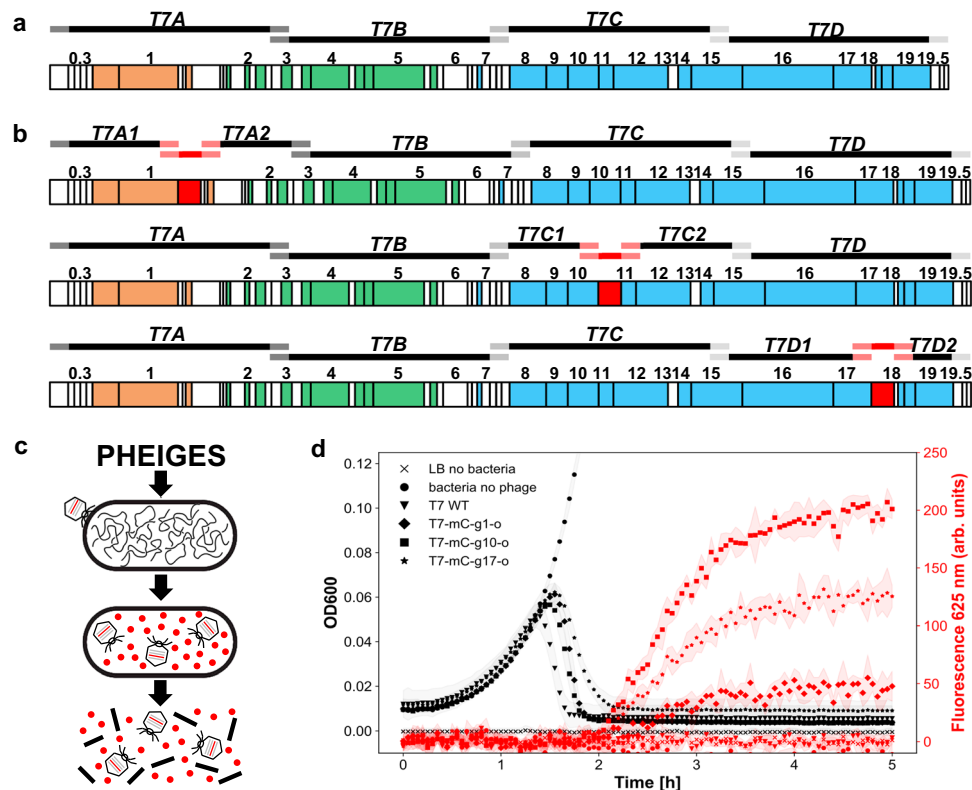 a
T7A T7B T7C T7D
0.3 1 2 3 4 5 6 7 8 9 10 11 12 13 14 15 16 17 18 19 19.5
b
T7A1 T7A2 T7B T7C T7D
0.3 1 2 3 4 5 6 7 8 9 10 11 12 1314 15 16 17 18 19 19.5
T7A T7B T7C1 T7C2 T7D
0.3 1 2 3 4 5 6 7 8 9 10 11 12 1314 15 16 17 18 19 19.5
T7A T7B T7C T7D1 T7D2
0.3 1 2 3 4 5 6 7 8 9 10 11 12 1314 15 16 17 18 19 19.5
c
PHEIGES
d
LB no bacteria
bacteria no phage
T7 WT
T7-mC-g1-o
T7-mC-g10-o
T7-mC-g17-o
OD600
0.12
0.10
0.08
0.06
0.04
0.02
0.00
0 1 2 3 4 5
Time [h]
250
200
150
100
50
0
Fluorescence 625 nm (arb. units)